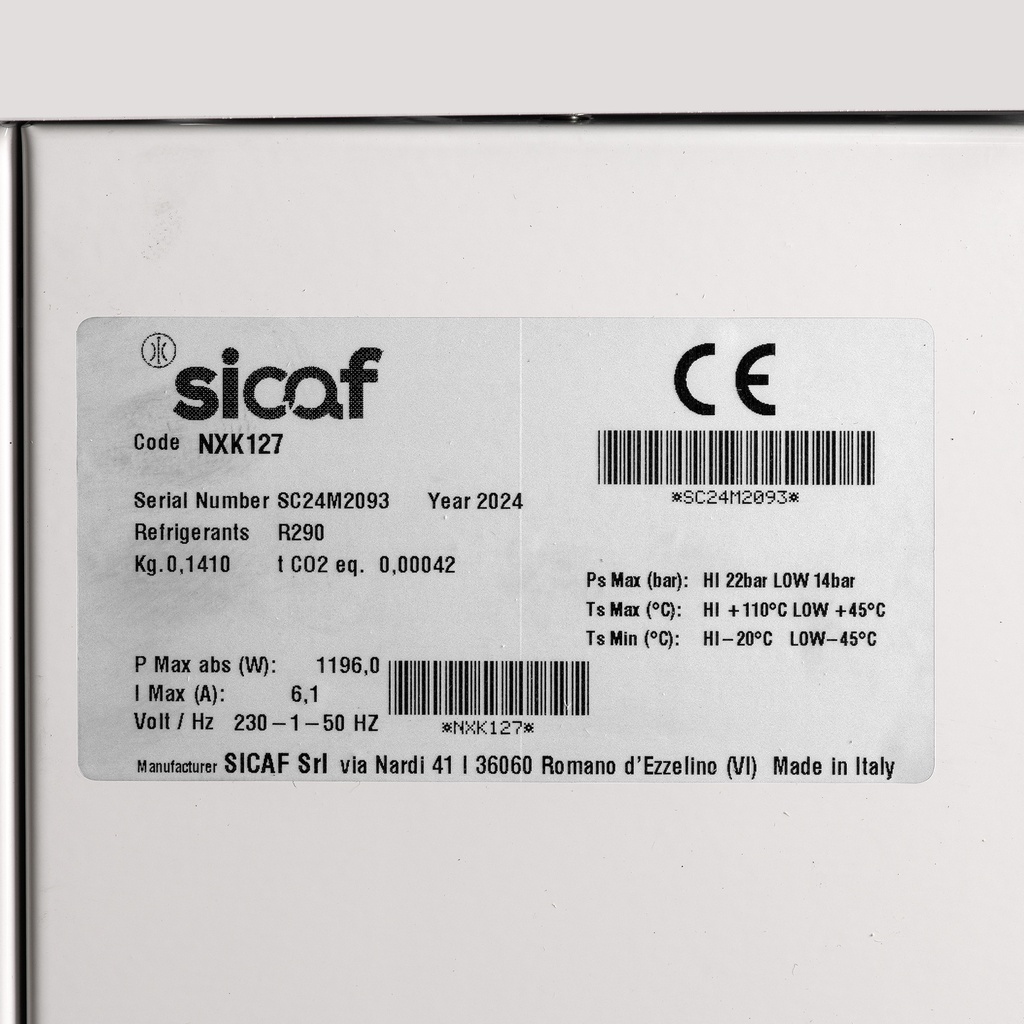 sicaf
CE
Code NXK127
*SC24M2093*
Serial Number SC24M2093 Year 2024
Refrigerants R290
Kg.0,1410 t CO2 eq. 0,00042
Ps Max (bar): HI 22bar LOW 14bar
Ts Max (°C): HI +110°C LOW +45°C
Ts Min (°C): HI–20°C LOW–45°C
P Max abs (W): 1196,0
I Max (A): 6,1
Volt / Hz 230–1–50 HZ
*NXK127*
Manufacturer SICAF Srl via Nardi 41 I 36060 Romano d'Ezzelino (VI) Made in Italy